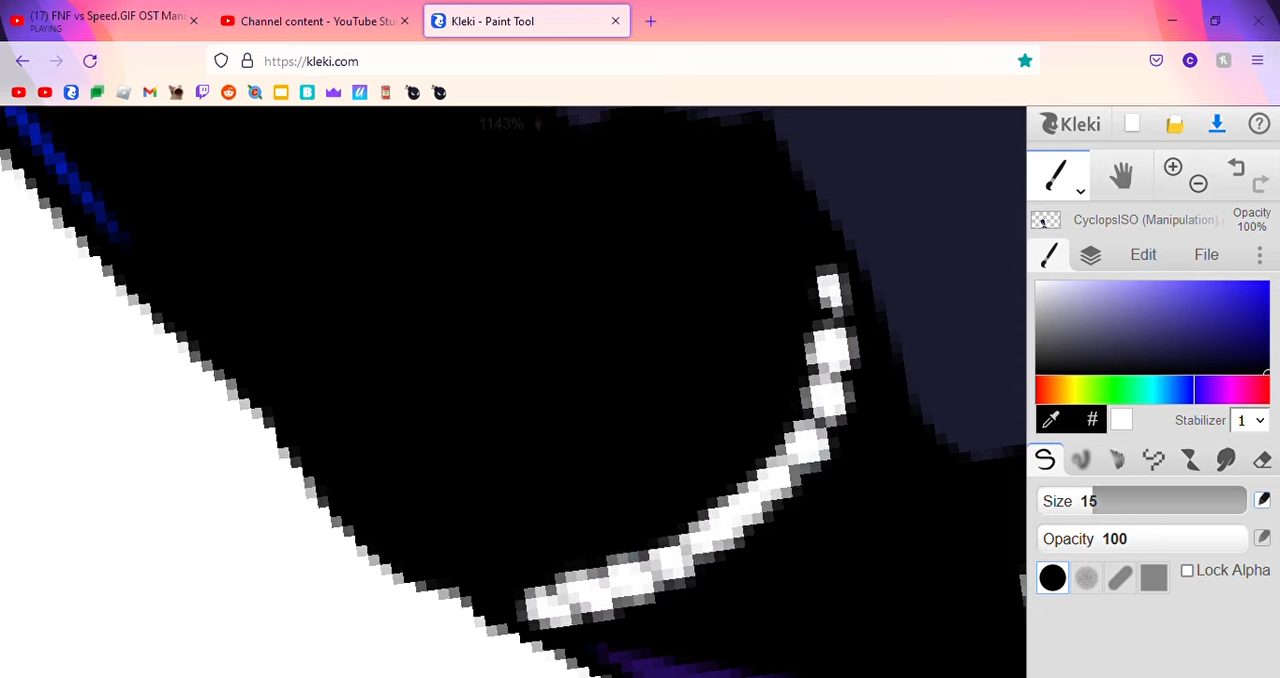 (17) FNF vs Speed.GIF OST Mani
PLAYING
Channel content - YouTube Stu
Kleki - Paint Tool
https://kleki.com
1143%
Kleki
CyclopsISO (Manipulation)
Opacity
100%
Edit
File
#
Stabilizer
1
Size 15
Opacity 100
Lock Alpha